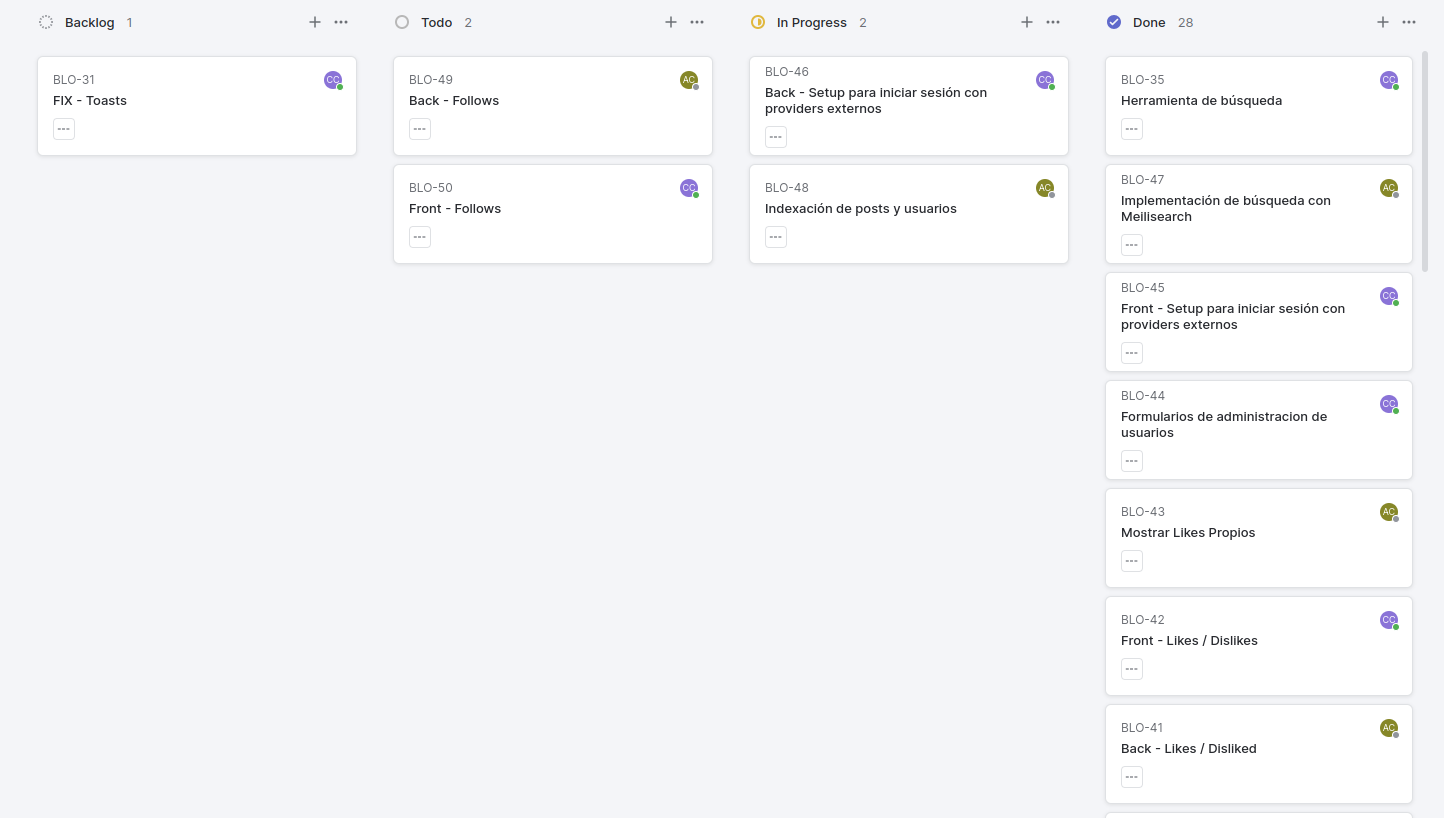 Backlog 1
BLO-31
CC
FIX - Toasts
---
Todo 2
BLO-49
AC
Back - Follows
---
BLO-50
CC
Front - Follows
---
In Progress 2
BLO-46
CC
Back - Setup para iniciar sesión con
providers externos
---
BLO-48
AC
Indexación de posts y usuarios
---
Done 28
BLO-35
CC
Herramienta de búsqueda
---
BLO-47
AC
Implementación de búsqueda con
Meilisearch
---
BLO-45
CC
Front - Setup para iniciar sesión con
providers externos
---
BLO-44
CC
Formularios de administracion de
usuarios
---
BLO-43
AC
Mostrar Likes Propios
---
BLO-42
CC
Front - Likes / Dislikes
---
BLO-41
AC
Back - Likes / Disliked
---